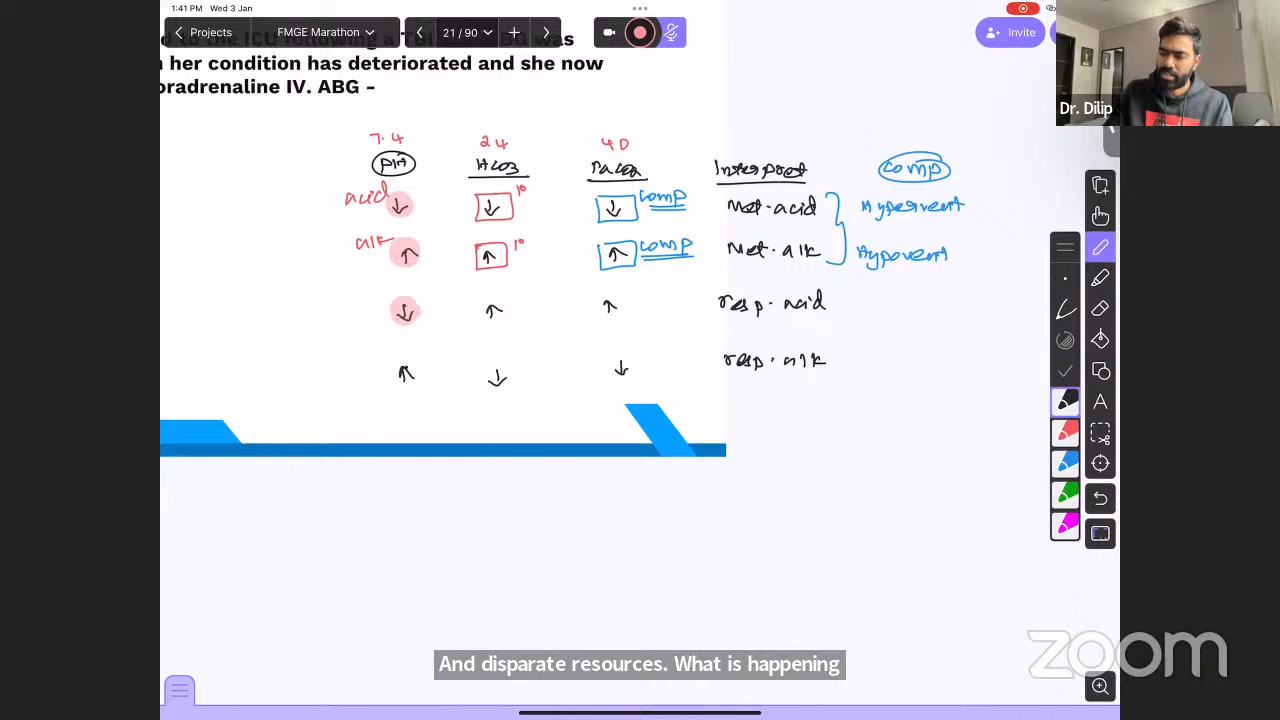 1:41 PM Wed 3 Jan
Projects
FMGE Marathon
21 / 90
Invite
her condition has deteriorated and she now
oradrenaline IV. ABG -
Dr. Dilip
7.4 24 40
PH HCO3 PaCO2 Interpret Comp
acid ↓ ↓ 1° ↓ comp Met. acid Hypervent
alk ↑ ↑ 1° ↑ comp Met. alk Hypovent
↓ ↑ ↑ resp. acid
↑ ↓ ↓ resp. alk
And disparate resources. What is happening
zoom